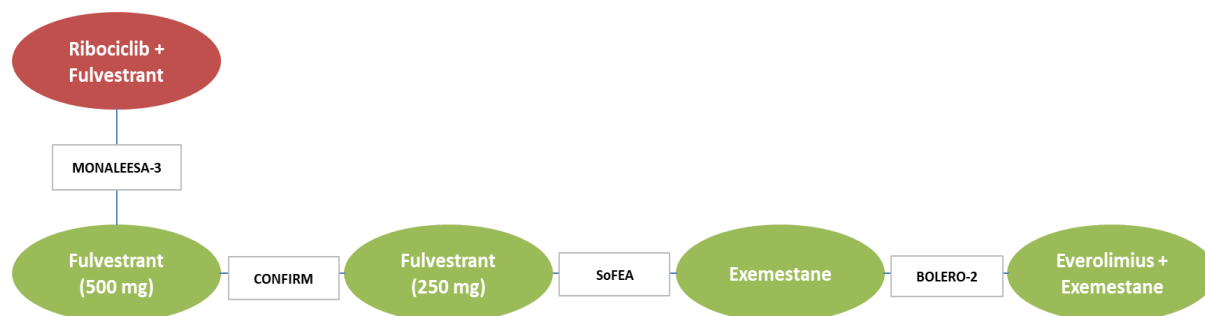 Ribociclib +
Fulvestrant
MONALEESA-3
Fulvestrant
(500 mg)
CONFIRM
Fulvestrant
(250 mg)
SoFEA
Exemestane
BOLERO-2
Everolimius +
Exemestane